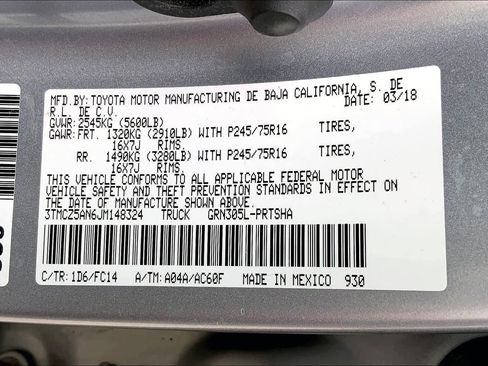 MFD.BY: TOYOTA MOTOR MANUFACTURING DE BAJA CALIFORNIA, S. DE
R.L. DE C.V. DATE: 03/18
GVWR: 2545KG (5600LB)
GAWR: FRT. 1320KG (2910LB) WITH P245/75R16 TIRES,
16X7J RIMS.
RR. 1490KG (3280LB) WITH P245/75R16 TIRES,
16X7J RIMS.
THIS VEHICLE CONFORMS TO ALL APPLICABLE FEDERAL MOTOR
VEHICLE SAFETY AND THEFT PREVENTION STANDARDS IN EFFECT ON
THE DATE OF MANUFACTURE SHOWN ABOVE.
3TMCZ5AN6JM148324 TRUCK GRN305L-PRTSHA
C/TR: 1D6/FC14 A/TM: A04A/AC60F MADE IN MEXICO 930